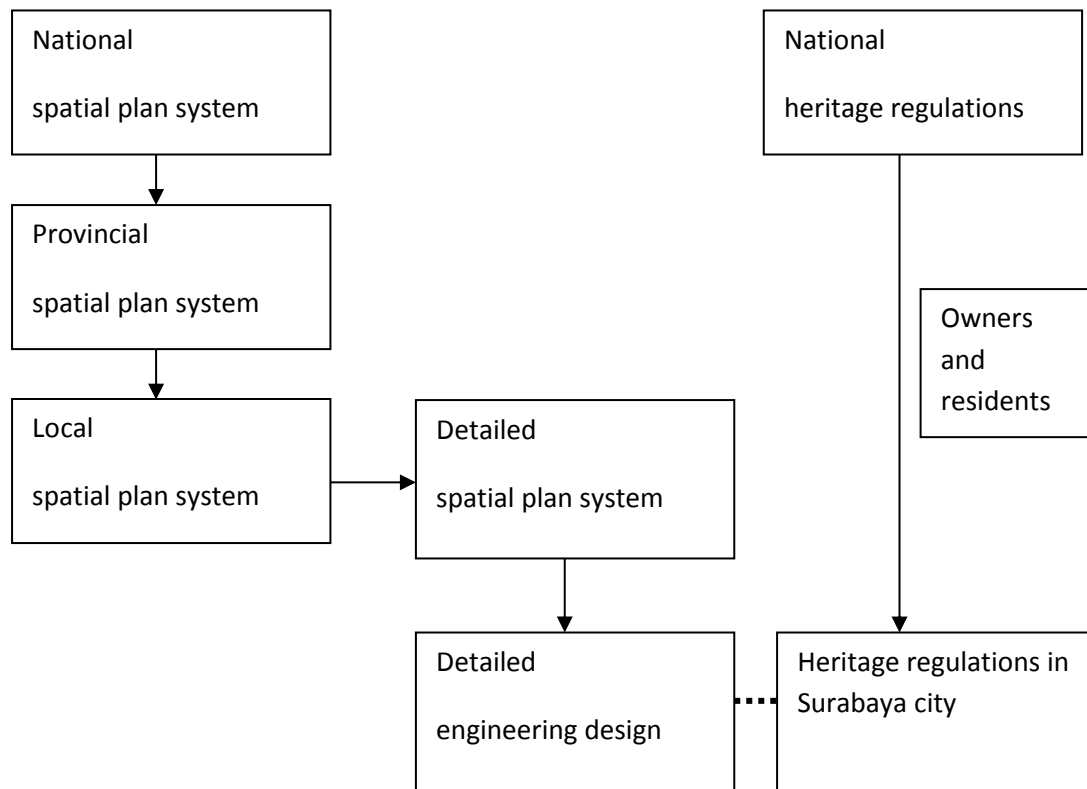 National
spatial plan system
National
heritage regulations
Provincial
spatial plan system
Owners
and
residents
Local
spatial plan system
Detailed
spatial plan system
Detailed
engineering design
Heritage regulations in
Surabaya city